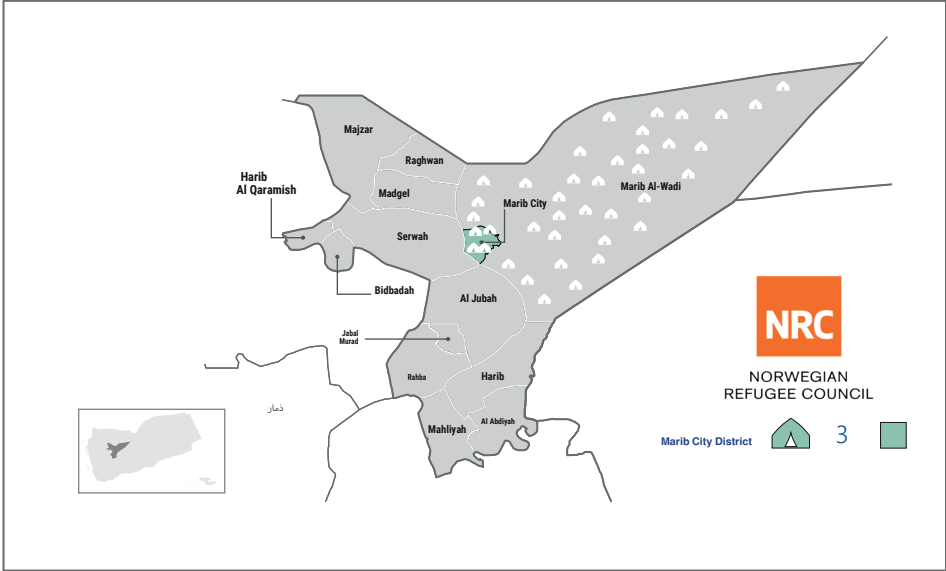 Majzar
Raghwan
Harib
Al Qaramish
Madgel
Marib Al-Wadi
Marib City
Serwah
Bidbadah
Al Jubah
Jabal
Murad
NRC
Rahba
Harib
NORWEGIAN
REFUGEE COUNCIL
ذمار
Al Abdiyah
Mahliyah
Marib City District
3